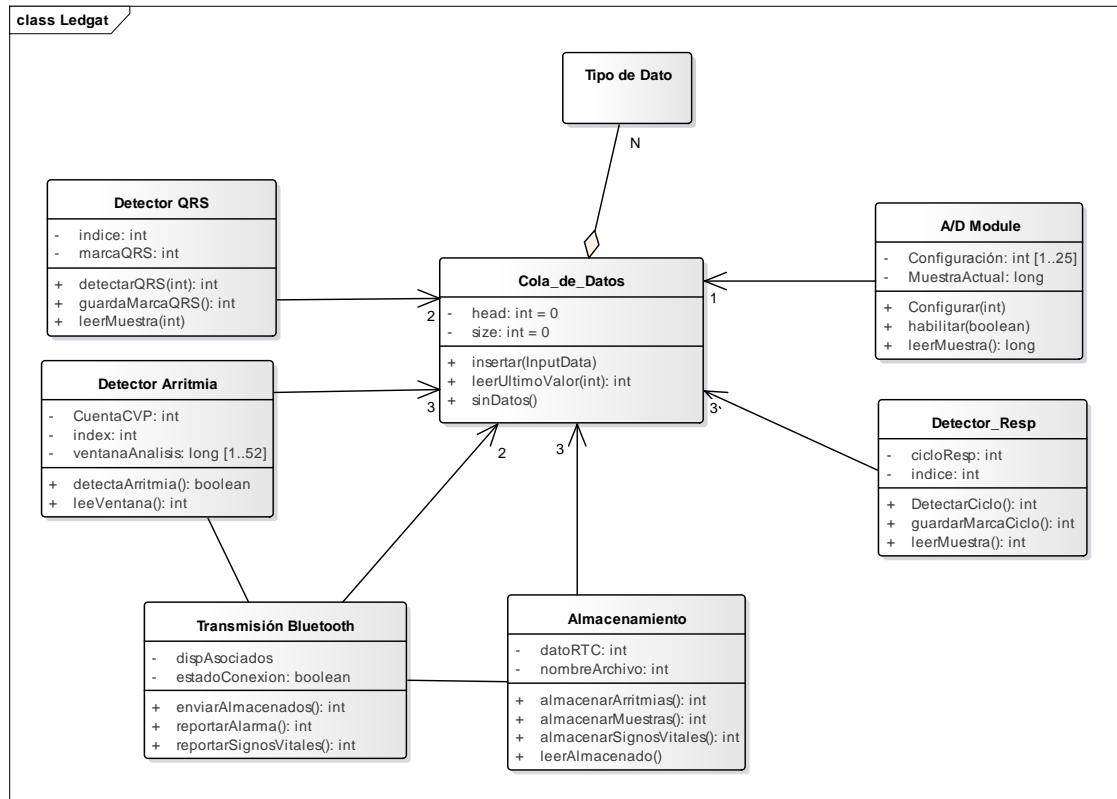 class Ledgat
Tipo de Dato
N
Detector QRS
- indice: int
- marcaQRS: int
+ detectarQRS(int): int
+ guardaMarcaQRS(): int
+ leerMuestra(int)
2
Cola_de_Datos
- head: int = 0
- size: int = 0
+ insertar(InputData)
+ leerUltimoValor(int): int
+ sinDatos()
A/D Module
- Configuración: int [1..25]
- MuestraActual: long
+ Configurar(int)
+ habilitar(boolean)
+ leerMuestra(): long
1
Detector Arritmia
- CuentaCVP: int
- index: int
- ventanaAnalisis: long [1..52]
+ detectaArritmia(): boolean
+ leeVentana(): int
3
3`
Detector_Resp
- cicloResp: int
- indice: int
+ DetectarCiclo(): int
+ guardarMarcaCiclo(): int
+ leerMuestra(): int
2
3
Transmisión Bluetooth
- dispAsociados
- estadoConexion: boolean
+ enviarAlmacenados(): int
+ reportarAlarma(): int
+ reportarSignosVitales(): int
Almacenamiento
- datoRTC: int
- nombreArchivo: int
+ almacenarArritmias(): int
+ almacenarMuestras(): int
+ almacenarSignosVitales(): int
+ leerAlmacenado()